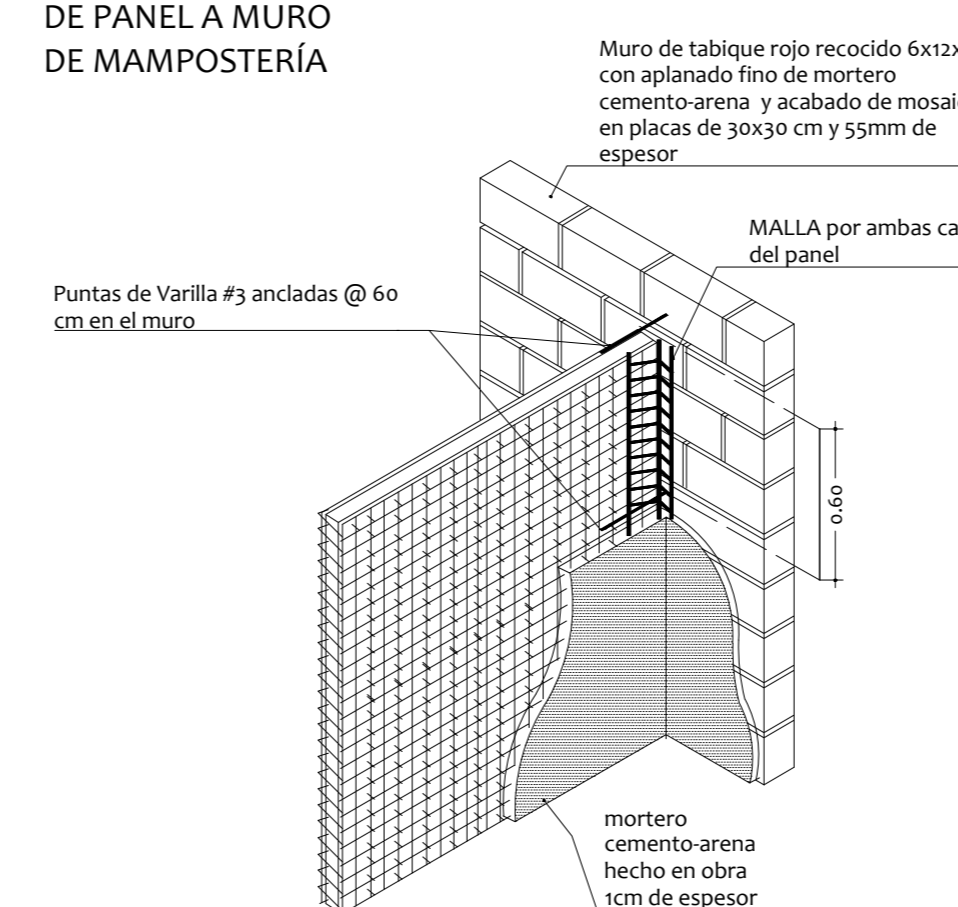 DE PANEL A MURO
DE MAMPOSTERÍA
Muro de tabique rojo recocido 6x12x
con aplanado fino de mortero
cemento-arena y acabado de mosai
en placas de 30x30 cm y 55mm de
espesor
MALLA por ambas ca
del panel
Puntas de Varilla #3 ancladas @ 60
cm en el muro
0.60
mortero
cemento-arena
hecho en obra
1cm de espesor